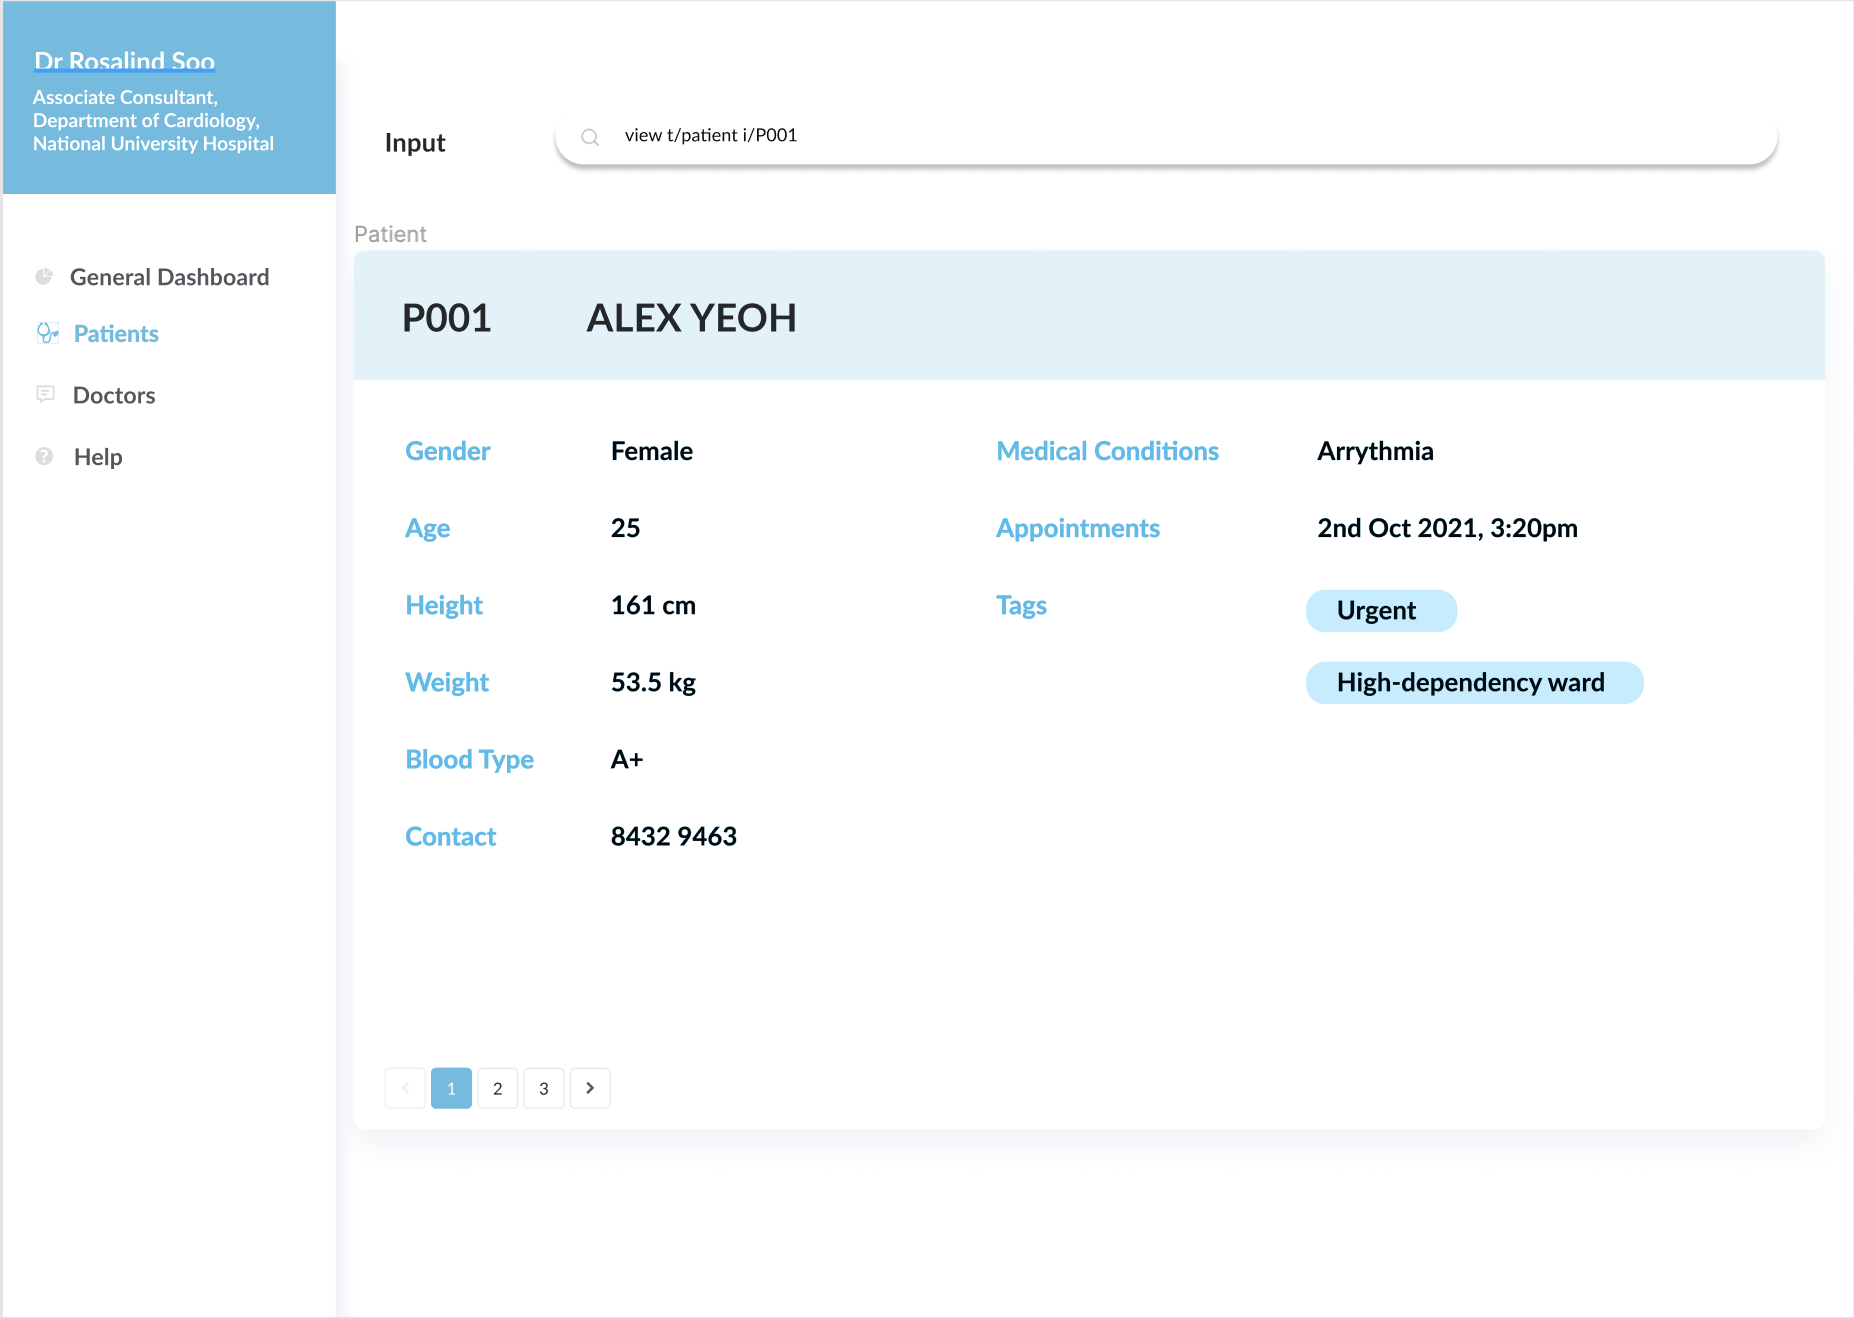 Dr Rosalind Soo
Associate Consultant,
Department of Cardiology,
National University Hospital
General Dashboard
Patients
Doctors
Help
Input
view t/patient i/P001
Patient
P001 ALEX YEOH
Gender Female
Age 25
Height 161 cm
Weight 53.5 kg
Blood Type A+
Contact 8432 9463
Medical Conditions Arrythmia
Appointments 2nd Oct 2021, 3:20pm
Tags Urgent
High-dependency ward
1 2 3